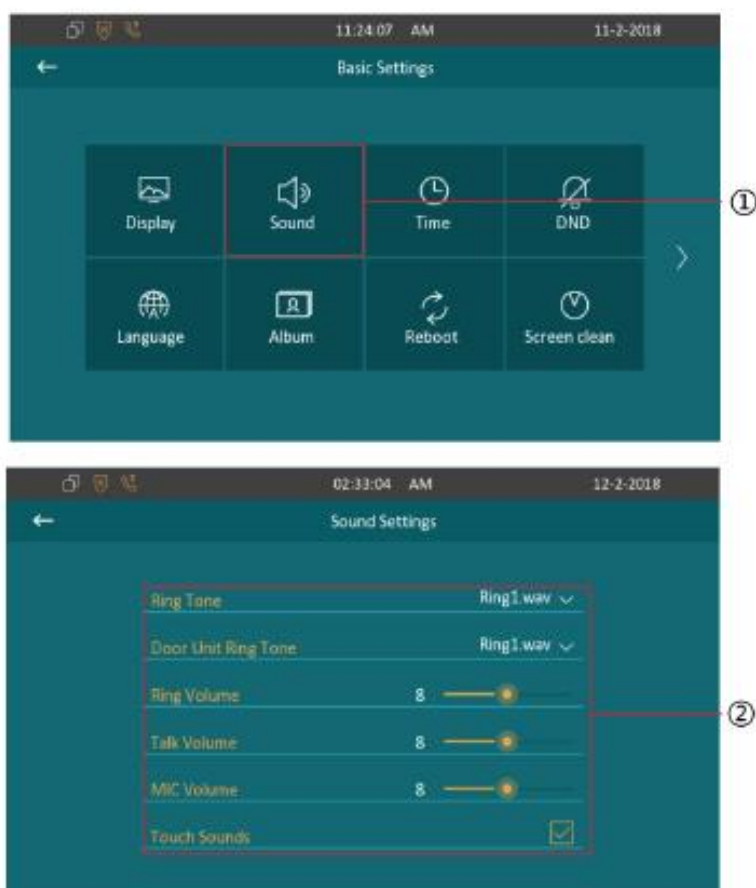 11:24:07 AM 11-2-2018
Basic Settings
①
Display Sound Time DND
Language Album Reboot Screen clean
02:33:04 AM 12-2-2018
Sound Settings
Ring Tone Ring1.wav
Door Unit Ring Tone Ring1.wav
Ring Volume 8
②
Talk Volume 8
MIC Volume 8
Touch Sounds